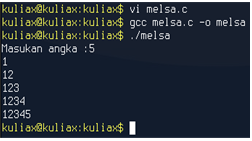 kuliax@kuliax:kuliax$ vi melsa.c
kuliax@kuliax:kuliax$ gcc melsa.c -o melsa
kuliax@kuliax:kuliax$ ./melsa
Masukan angka :5
1
12
123
1234
12345
kuliax@kuliax:kuliax$